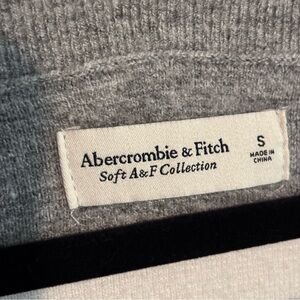 Abercrombie & Fitch
Soft A&F Collection
S
MADE IN
CHINA